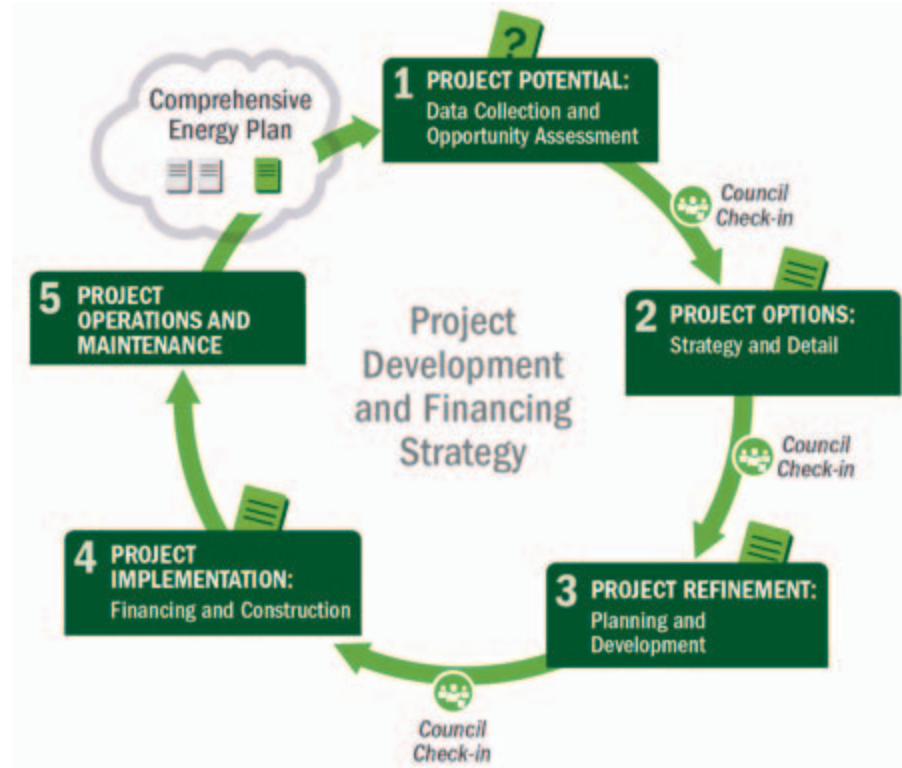 Comprehensive
Energy Plan
?
1 PROJECT POTENTIAL:
Data Collection and
Opportunity Assessment
Council
Check-in
2 PROJECT OPTIONS:
Strategy and Detail
Council
Check-in
3 PROJECT REFINEMENT:
Planning and
Development
Council
Check-in
4 PROJECT
IMPLEMENTATION:
Financing and Construction
5 PROJECT
OPERATIONS AND
MAINTENANCE
Project
Development
and Financing
Strategy